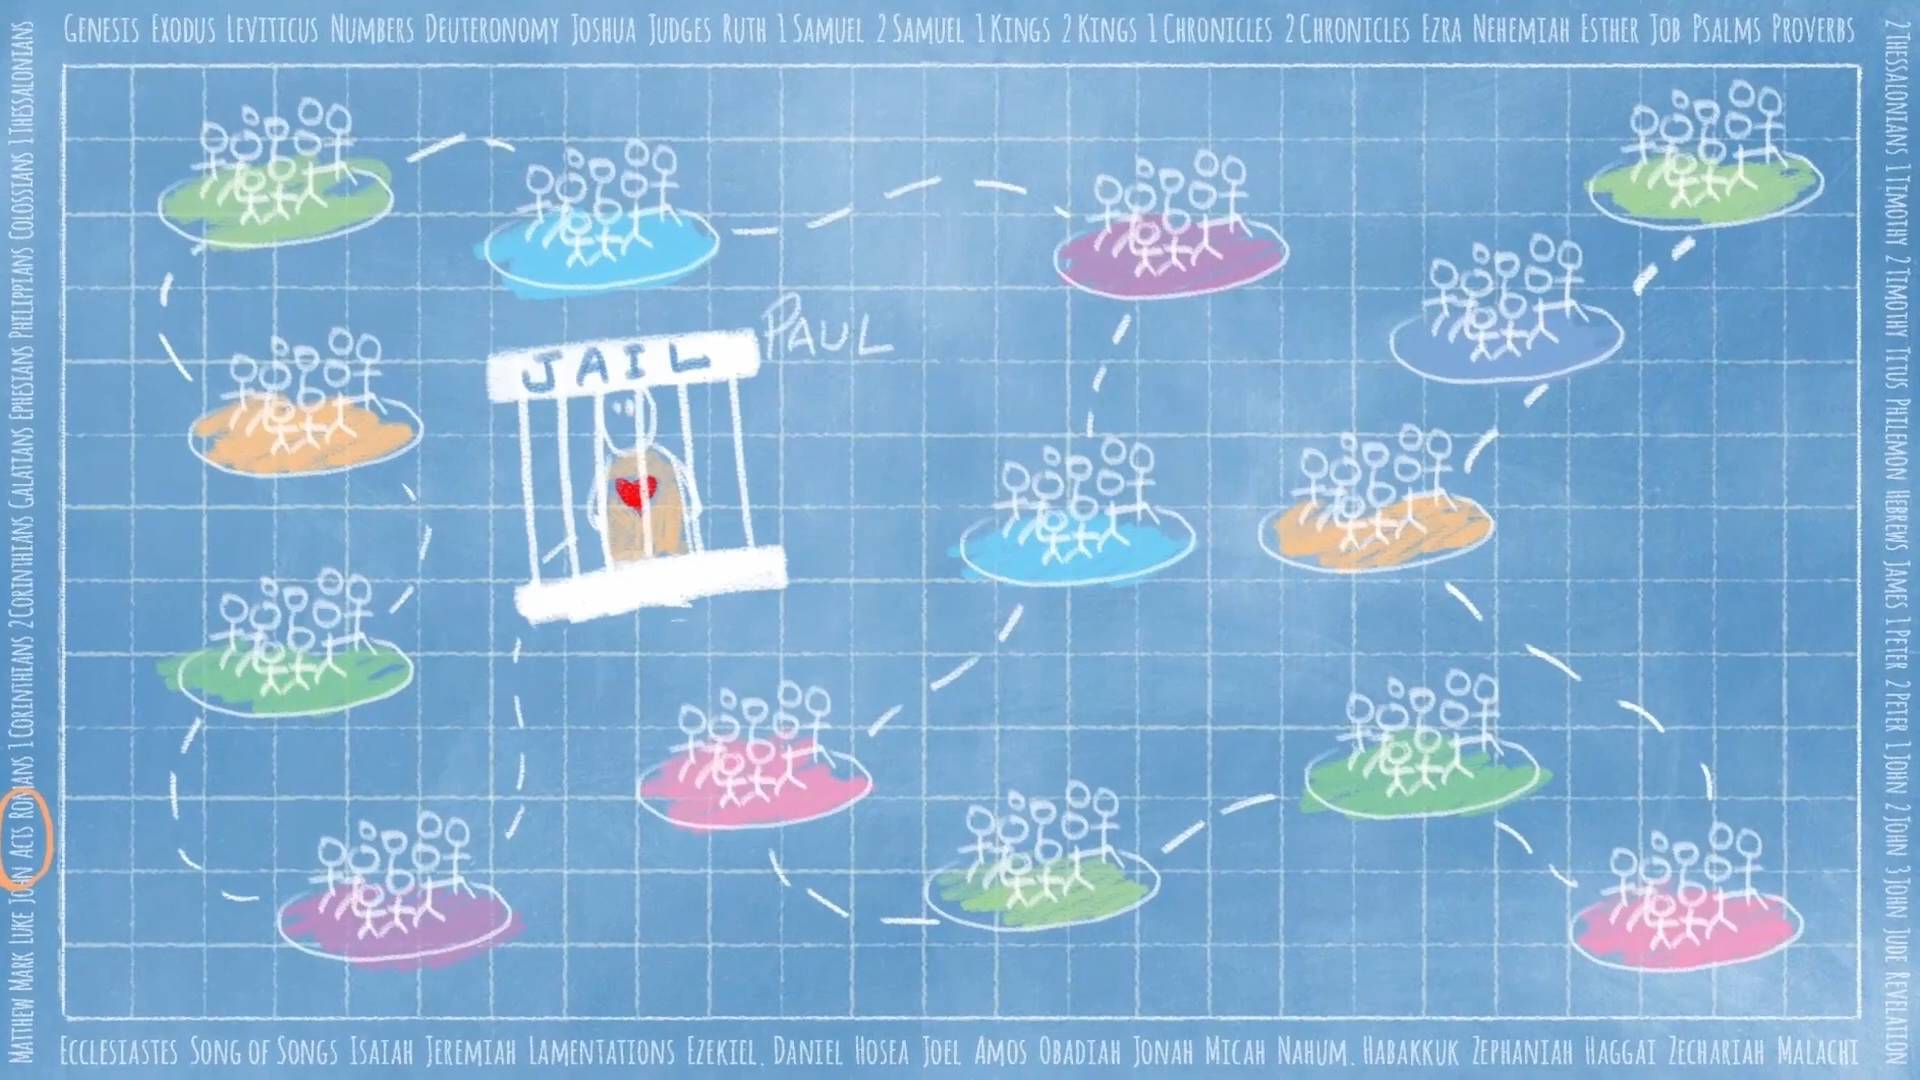 Genesis Exodus Leviticus Numbers Deuteronomy Joshua Judges Ruth 1 Samuel 2 Samuel 1 Kings 2 Kings 1 Chronicles 2 Chronicles Ezra Nehemiah Esther Job Psalms Proverbs
Paul
JAIL
Ecclesiastes Song of Songs Isaiah Jeremiah Lamentations Ezekiel. Daniel Hosea Joel Amos Obadiah Jonah Micah Nahum. Habakkuk Zephaniah Haggai Zechariah Malachi
Matthew Mark Luke John Acts Romans 1 Corinthians 2 Corinthians Galatians Ephesians Philippians Colossians 1 Thessalonians
2 Thessalonians 1 Timothy 2 Timothy Titus Philemon Hebrews James 1 Peter 2 Peter 1 John 2 John 3 John Jude Revelation